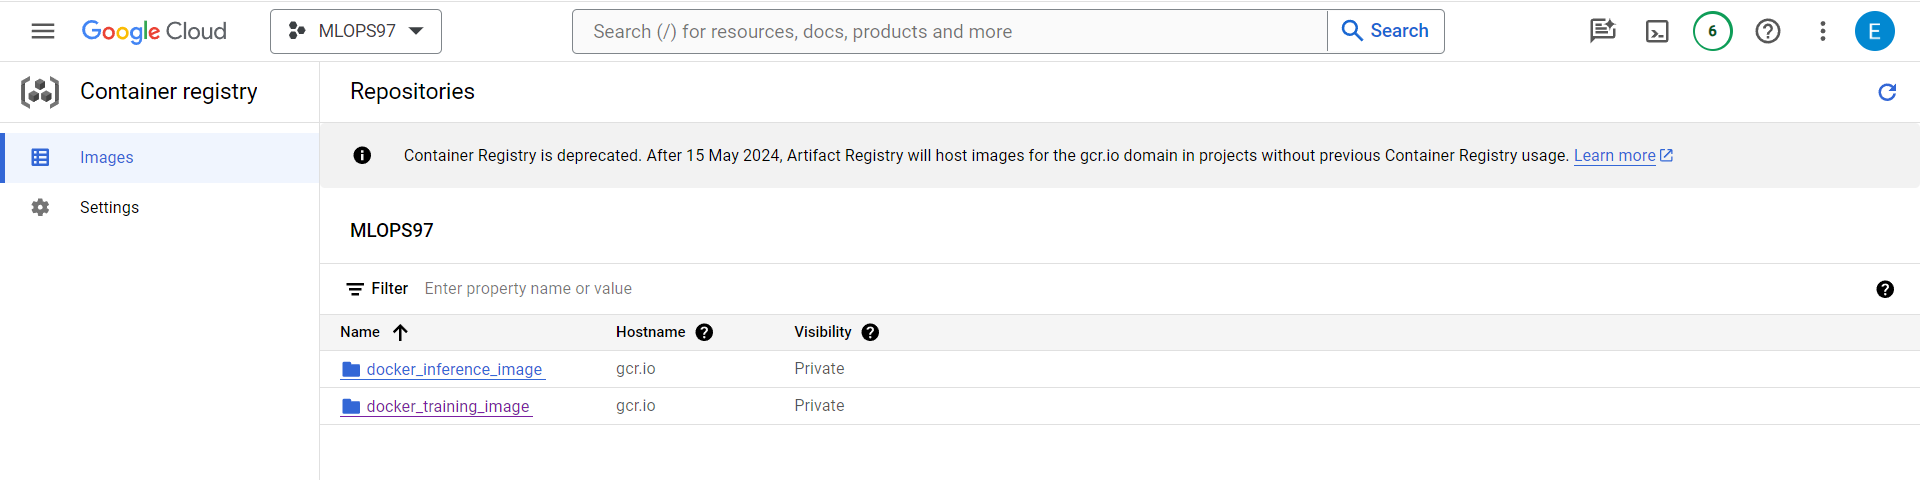 Google Cloud
MLOPS97
Search (/) for resources, docs, products and more
Search
6
E
Container registry
Repositories
Images
Settings
Container Registry is deprecated. After 15 May 2024, Artifact Registry will host images for the gcr.io domain in projects without previous Container Registry usage. Learn more
MLOPS97
Filter Enter property name or value
Name Hostname Visibility
docker_inference_image gcr.io Private
docker_training_image gcr.io Private